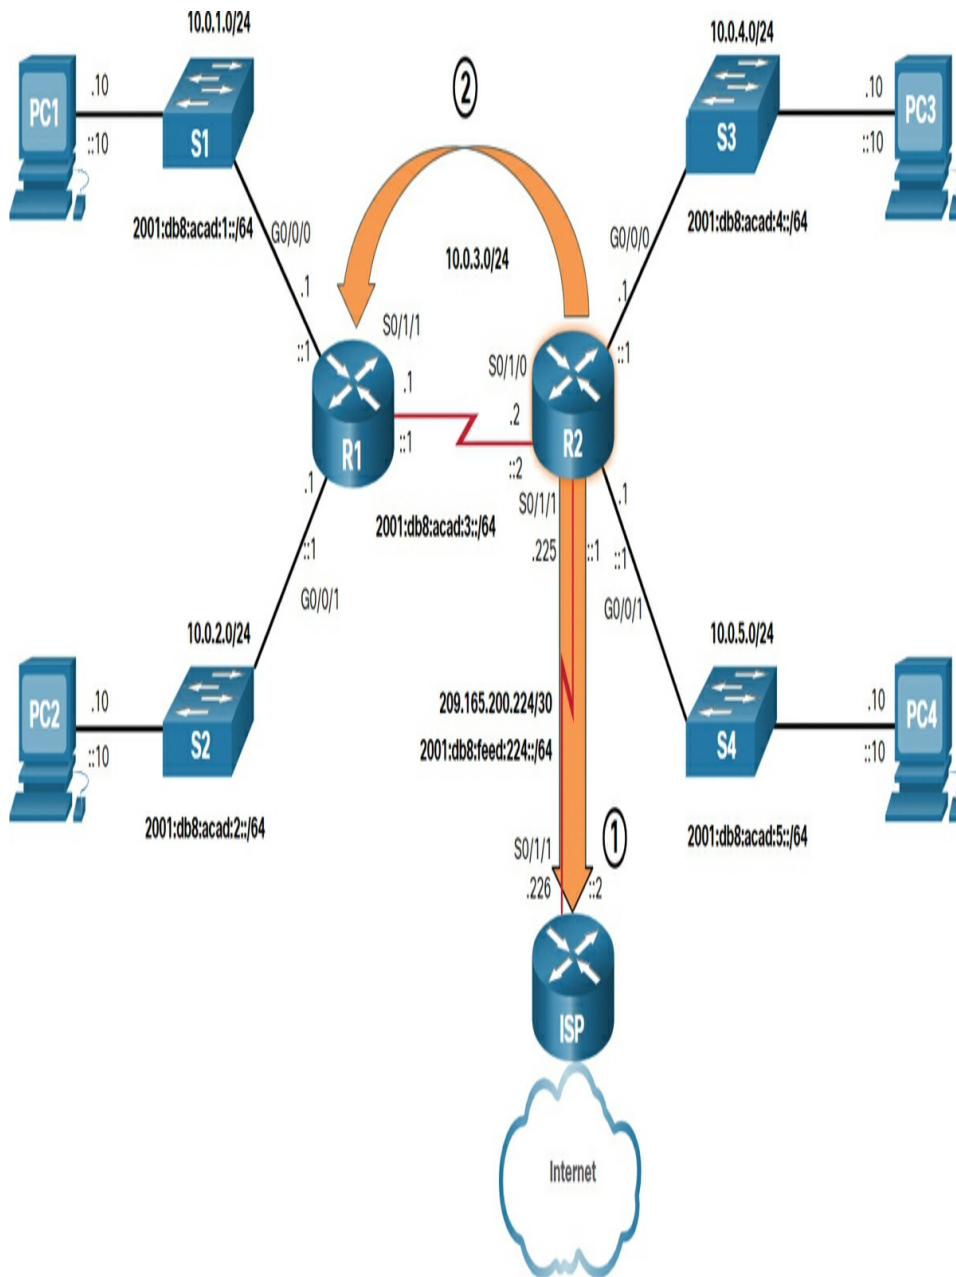 10.0.1.0/24
10.0.4.0/24
2
PC1
.10
::10
S1
S3
.10
::10
PC3
2001:db8:acad:1::/64
G0/0/0
.1
::1
10.0.3.0/24
2001:db8:acad:4::/64
G0/0/0
.1
::1
S0/1/1
.1
::1
R1
S0/1/0
.2
::2
R2
2001:db8:acad:3::/64
.1
::1
G0/0/1
S0/1/1
.225
::1
.1
::1
G0/0/1
10.0.2.0/24
10.0.5.0/24
PC2
.10
::10
S2
209.165.200.224/30
2001:db8:feed:224::/64
S4
.10
::10
PC4
2001:db8:acad:2::/64
2001:db8:acad:5::/64
S0/1/1
1
.226
::2
ISP
Internet